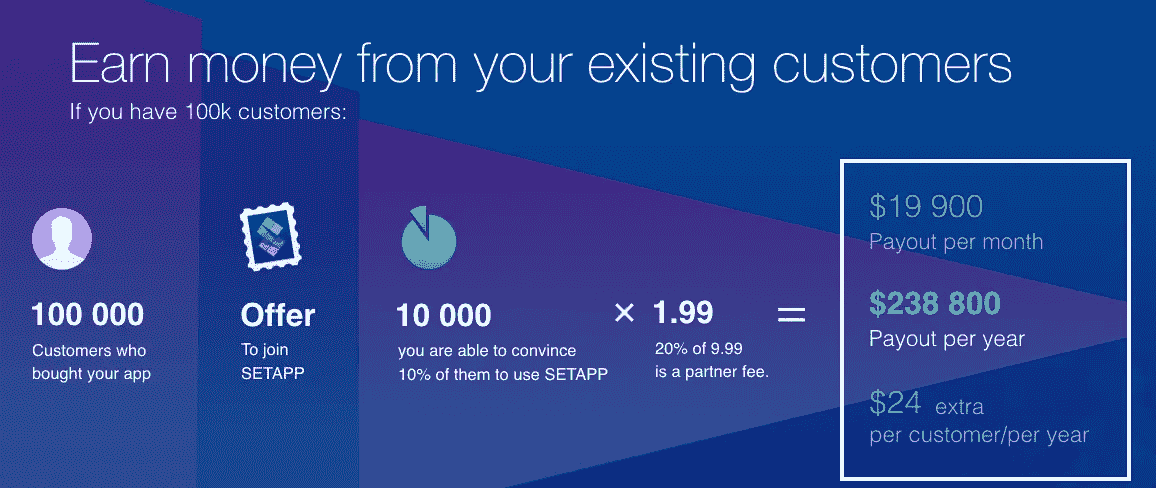 Earn money from your existing customers
If you have 100k customers:
100 000
Customers who
bought your app
Offer
To join
SETAPP
10 000
you are able to convince
10% of them to use SETAPP
×
1.99
20% of 9.99
is a partner fee.
=
$19 900
Payout per month
$238 800
Payout per year
$24 extra
per customer/per year